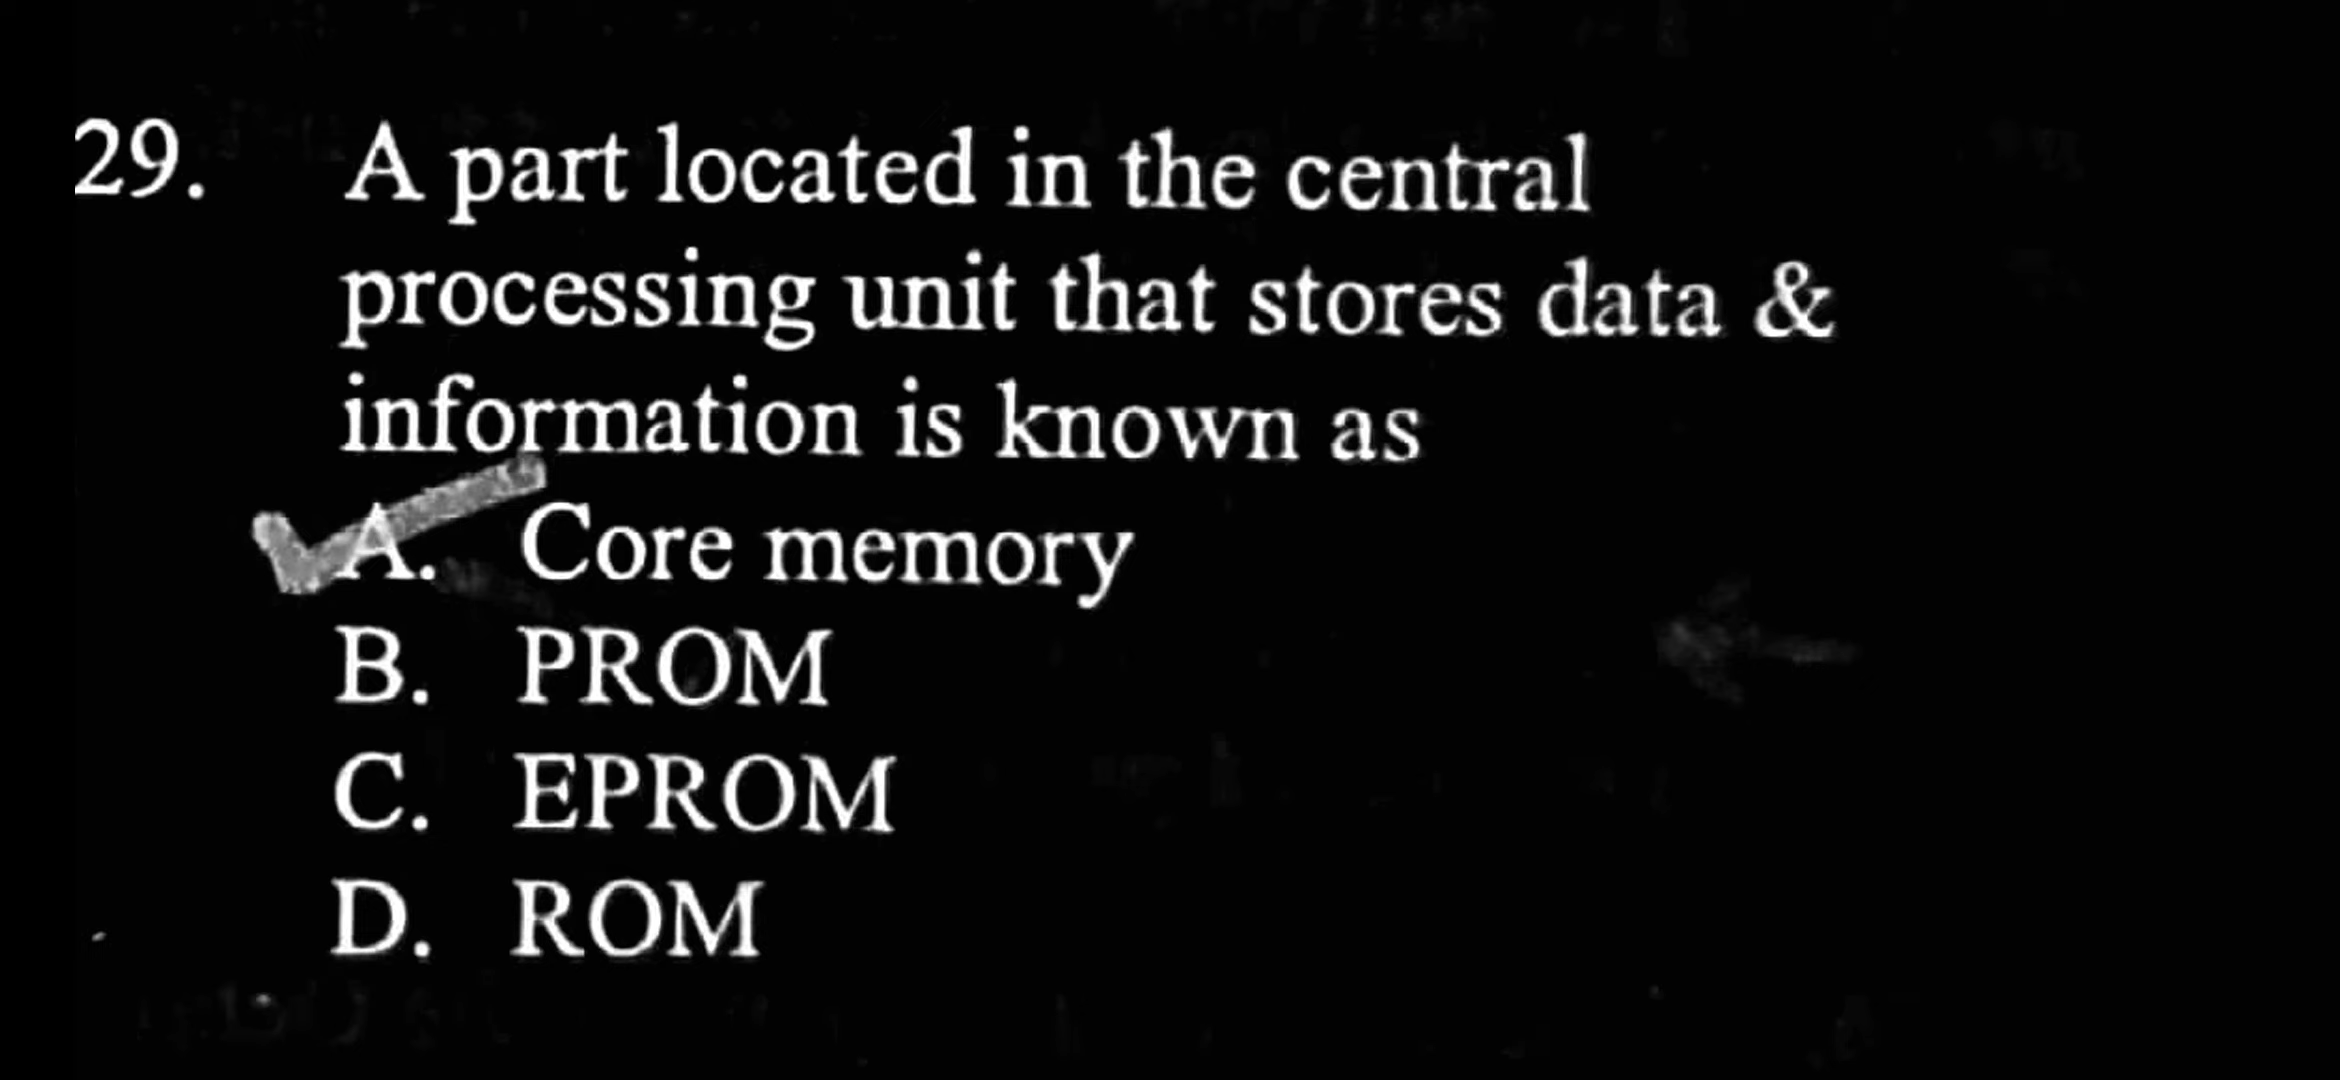 29. A part located in the central
processing unit that stores data &
information is known as
A. Core memory
B. PROM
C. EPROM
D. ROM